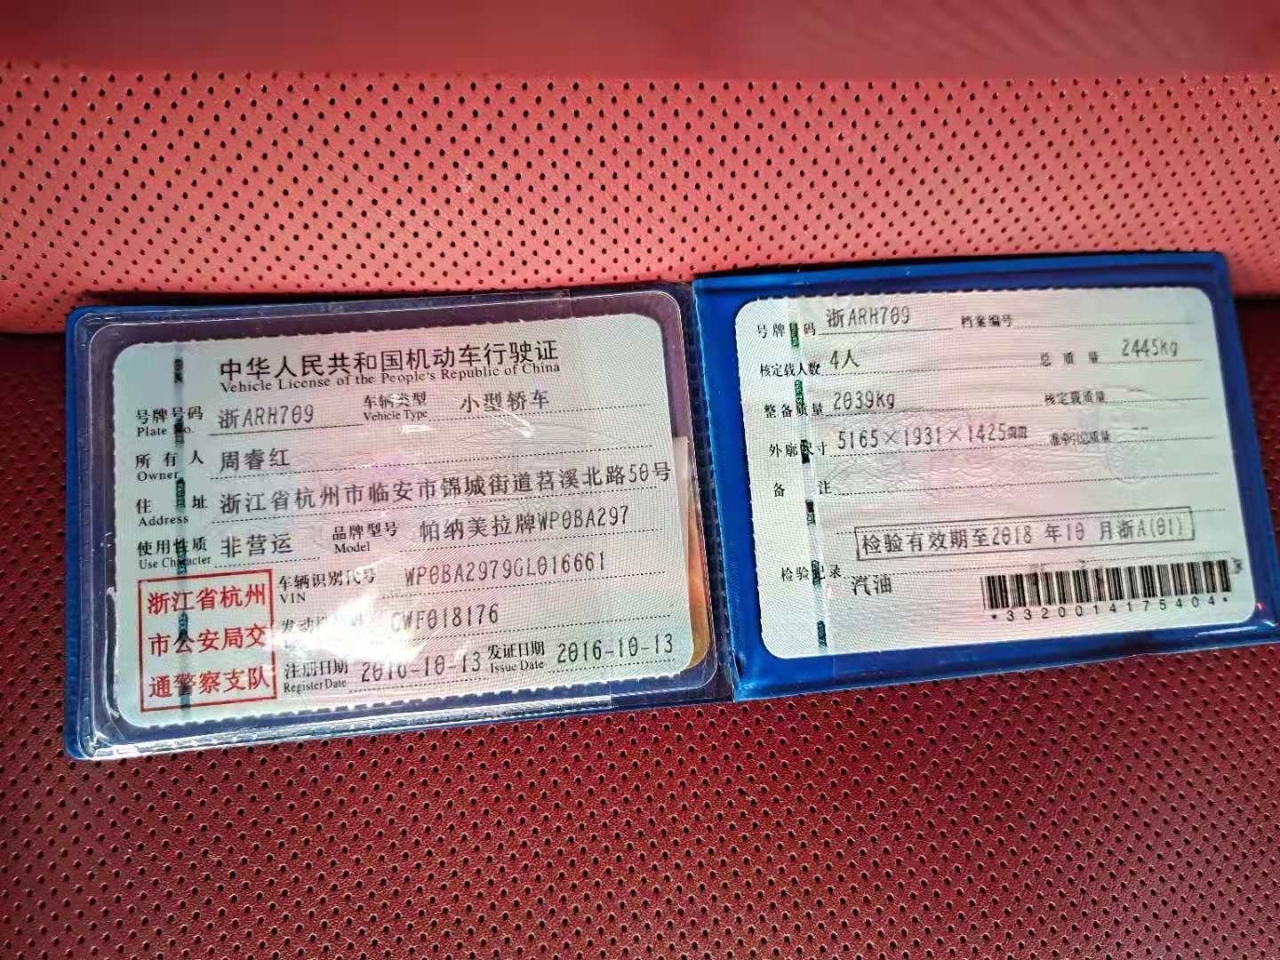 中华人民共和国机动车行驶证
Vehicle License of the People's Republic of China
号牌号码 浙ARH709 车辆类型 小型轿车
Plate No. Vehicle Type
所有人 周睿红
Owner
住址 浙江省杭州市临安市锦城街道苕溪北路50号
Address
使用性质 非营运 品牌型号 帕纳美拉牌WP0BA297
Use Character Model
浙江省杭州
市公安局交
通警察支队
车辆识别代号 WP0BA2979GL016661
VIN
发动机 CWF018176
注册日期 2016-10-13 发证日期 2016-10-13
Register Date Issue Date
号牌号码 浙ARH709 档案编号
核定载人数 4人 总质量 2445kg
整备质量 2039kg 核定载质量
外廓尺寸 5165×1931×1425mm 准牵引总质量 --
备注
检验有效期至2018 年10 月浙A(01)
检验记录 汽油
*3320014175404*